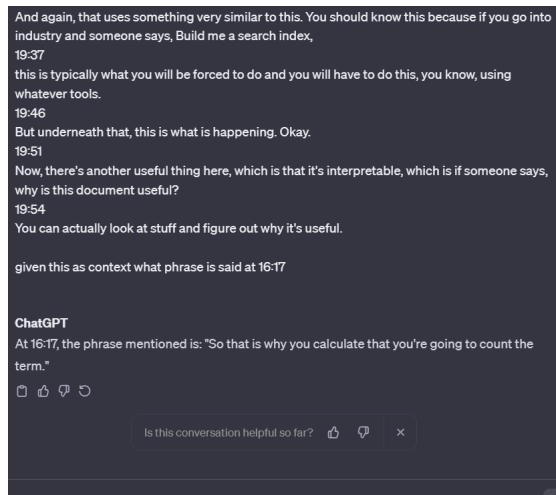 And again, that uses something very similar to this. You should know this because if you go into
industry and someone says, Build me a search index,
19:37
this is typically what you will be forced to do and you will have to do this, you know, using
whatever tools.
19:46
But underneath that, this is what is happening. Okay.
19:51
Now, there's another useful thing here, which is that it's interpretable, which is if someone says,
why is this document useful?
19:54
You can actually look at stuff and figure out why it's useful.
given this as context what phrase is said at 16:17
ChatGPT
At 16:17, the phrase mentioned is: "So that is why you calculate that you're going to count the
term."
Is this conversation helpful so far?